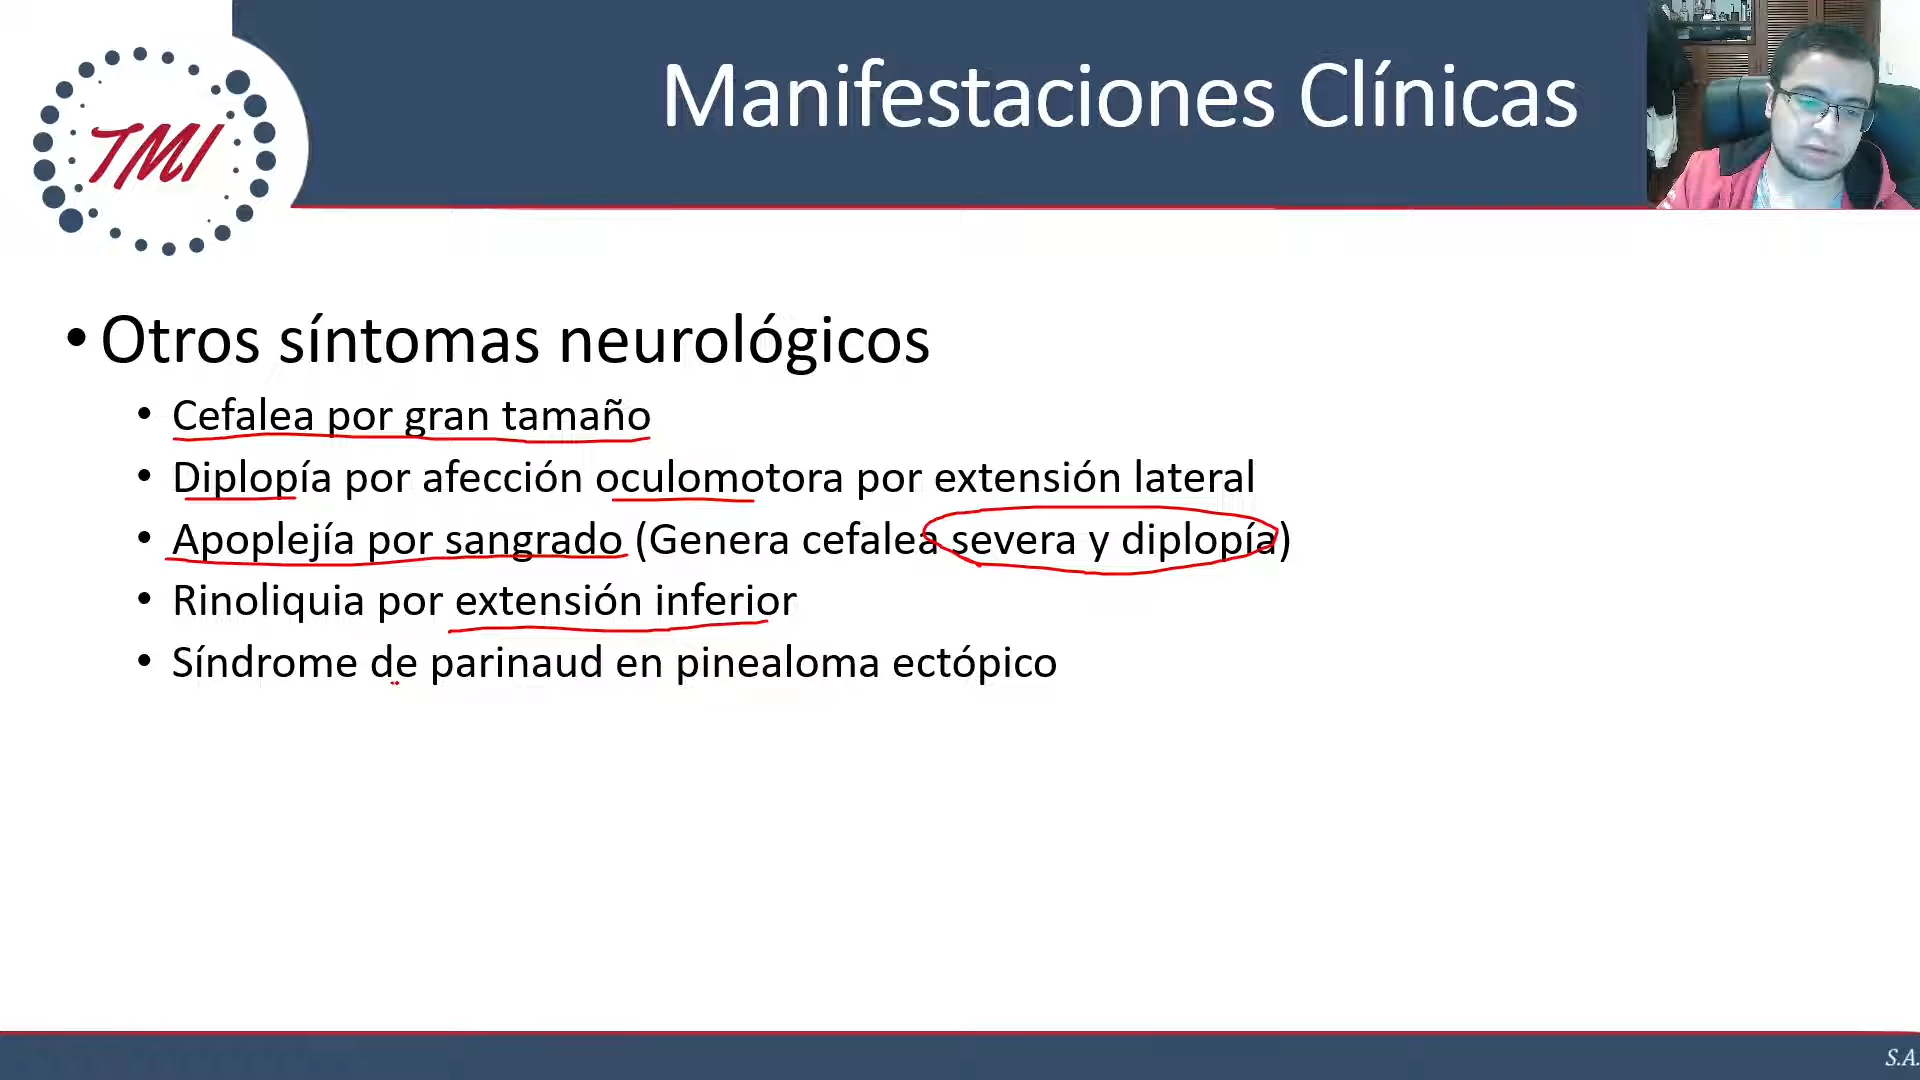 TMI
Manifestaciones Clínicas
• Otros síntomas neurológicos
• Cefalea por gran tamaño
• Diplopía por afección oculomotora por extensión lateral
• Apoplejía por sangrado (Genera cefalea severa y diplopía)
• Rinoliquia por extensión inferior
• Síndrome de parinaud en pinealoma ectópico
S.A.